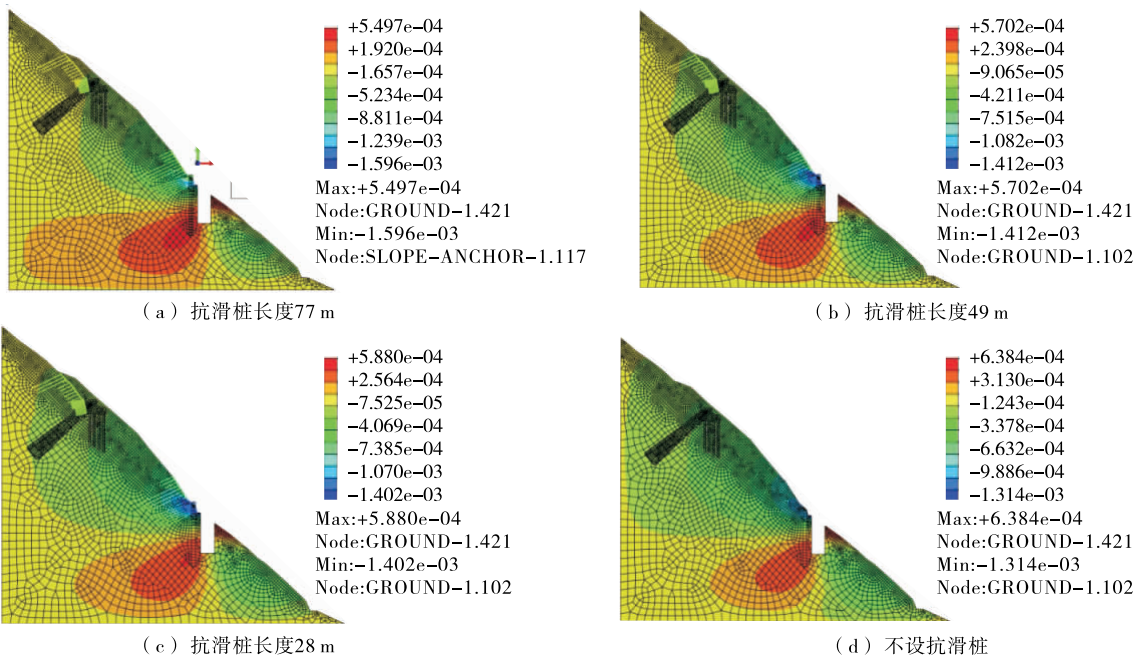 +5.497e−04
+1.920e−04
−1.657e−04
−5.234e−04
−8.811e−04
−1.239e−03
−1.596e−03
Max:+5.497e−04
Node:GROUND−1.421
Min:−1.596e−03
Node:SLOPE−ANCHOR−1.117
(a) 抗滑桩长度77 m
+5.702e−04
+2.398e−04
−9.065e−05
−4.211e−04
−7.515e−04
−1.082e−03
−1.412e−03
Max:+5.702e−04
Node:GROUND−1.421
Min:−1.412e−03
Node:GROUND−1.102
(b) 抗滑桩长度49 m
+5.880e−04
+2.564e−04
−7.525e−05
−4.069e−04
−7.385e−04
−1.070e−03
−1.402e−03
Max:+5.880e−04
Node:GROUND−1.421
Min:−1.402e−03
Node:GROUND−1.102
(c) 抗滑桩长度28 m
+6.384e−04
+3.130e−04
−1.243e−04
−3.378e−04
−6.632e−04
−9.886e−04
−1.314e−03
Max:+6.384e−04
Node:GROUND−1.421
Min:−1.314e−03
Node:GROUND−1.102
(d) 不设抗滑桩